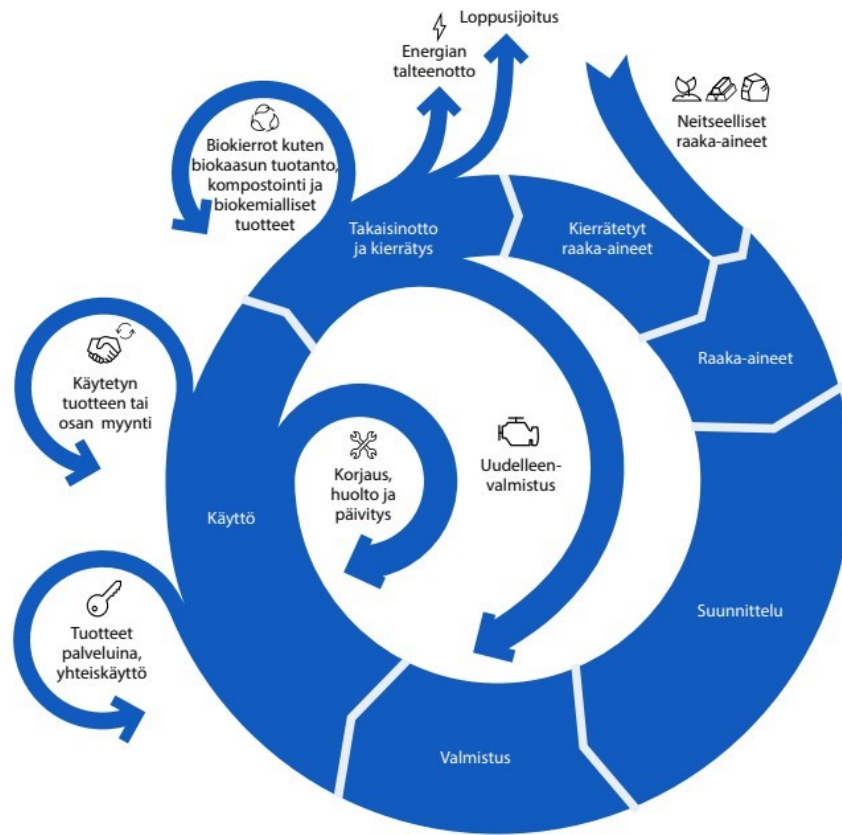 Loppusijoitus
Energian
talteenotto
Neitseelliset
raaka-aineet
Biokierrot kuten
biokaasun tuotanto,
kompostointi ja
biokemialliset
tuotteet
Takaisinotto
ja kierrätys
Kierrätetyt
raaka-aineet
Raaka-aineet
Käytetyn
tuotteen tai
osan myynti
Korjaus,
huolto ja
päivitys
Uudelleen-
valmistus
Käyttö
Suunnittelu
Tuotteet
palveluina,
yhteiskäyttö
Valmistus